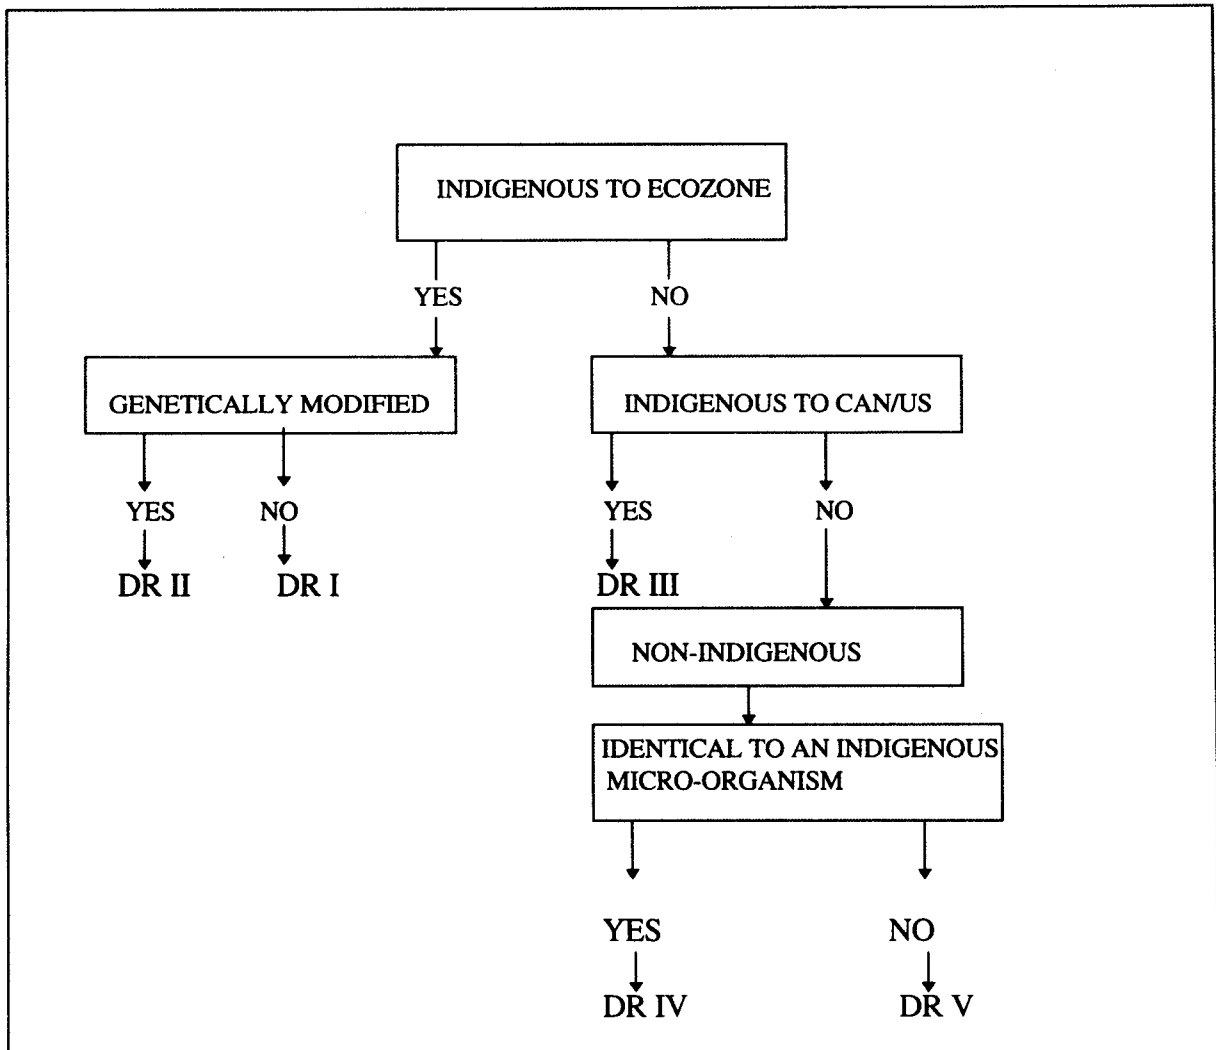 INDIGENOUS TO ECOZONE
YES
NO
GENETICALLY MODIFIED
INDIGENOUS TO CAN/US
YES
NO
YES
NO
DR II
DR I
DR III
NON-INDIGENOUS
IDENTICAL TO AN INDIGENOUS
MICRO-ORGANISM
YES
NO
DR IV
DR V